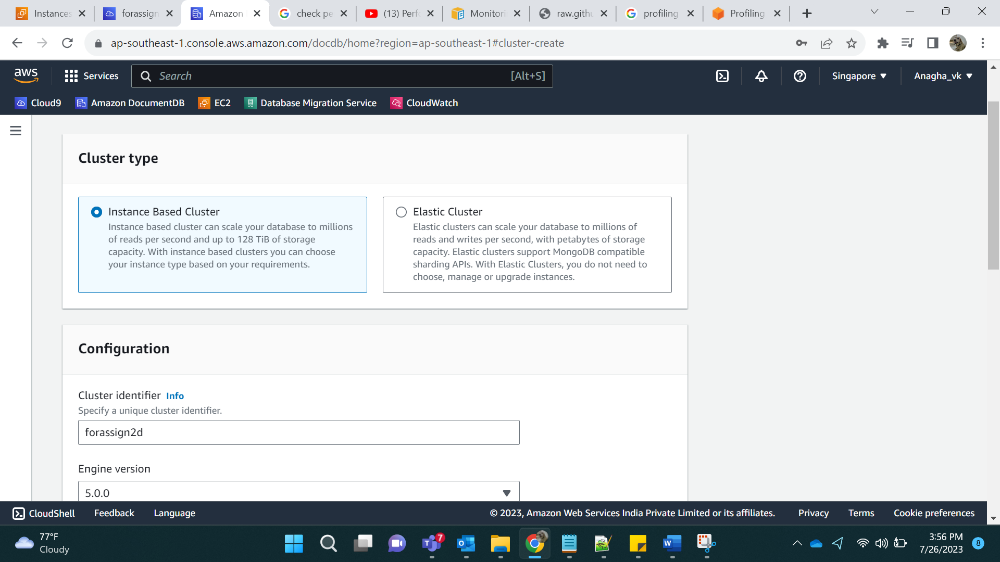 Instances
forassign
Amazon
check pe
(13) Perfo
Monitori
raw.githu
profiling
Profiling
ap-southeast-1.console.aws.amazon.com/docdb/home?region=ap-southeast-1#cluster-create
aws
Services
Search
[Alt+S]
Singapore
Anagha_vk
Cloud9
Amazon DocumentDB
EC2
Database Migration Service
CloudWatch
Cluster type
Instance Based Cluster
Instance based cluster can scale your database to millions
of reads per second and up to 128 TiB of storage
capacity. With instance based clusters you can choose
your instance type based on your requirements.
Elastic Cluster
Elastic clusters can scale your database to millions of
reads and writes per second, with petabytes of storage
capacity. Elastic clusters support MongoDB compatible
sharding APIs. With Elastic Clusters, you do not need to
choose, manage or upgrade instances.
Configuration
Cluster identifier Info
Specify a unique cluster identifier.
forassign2d
Engine version
5.0.0
CloudShell
Feedback
Language
© 2023, Amazon Web Services India Private Limited or its affiliates.
Privacy
Terms
Cookie preferences
77°F
Cloudy
7
3:56 PM
7/26/2023
8